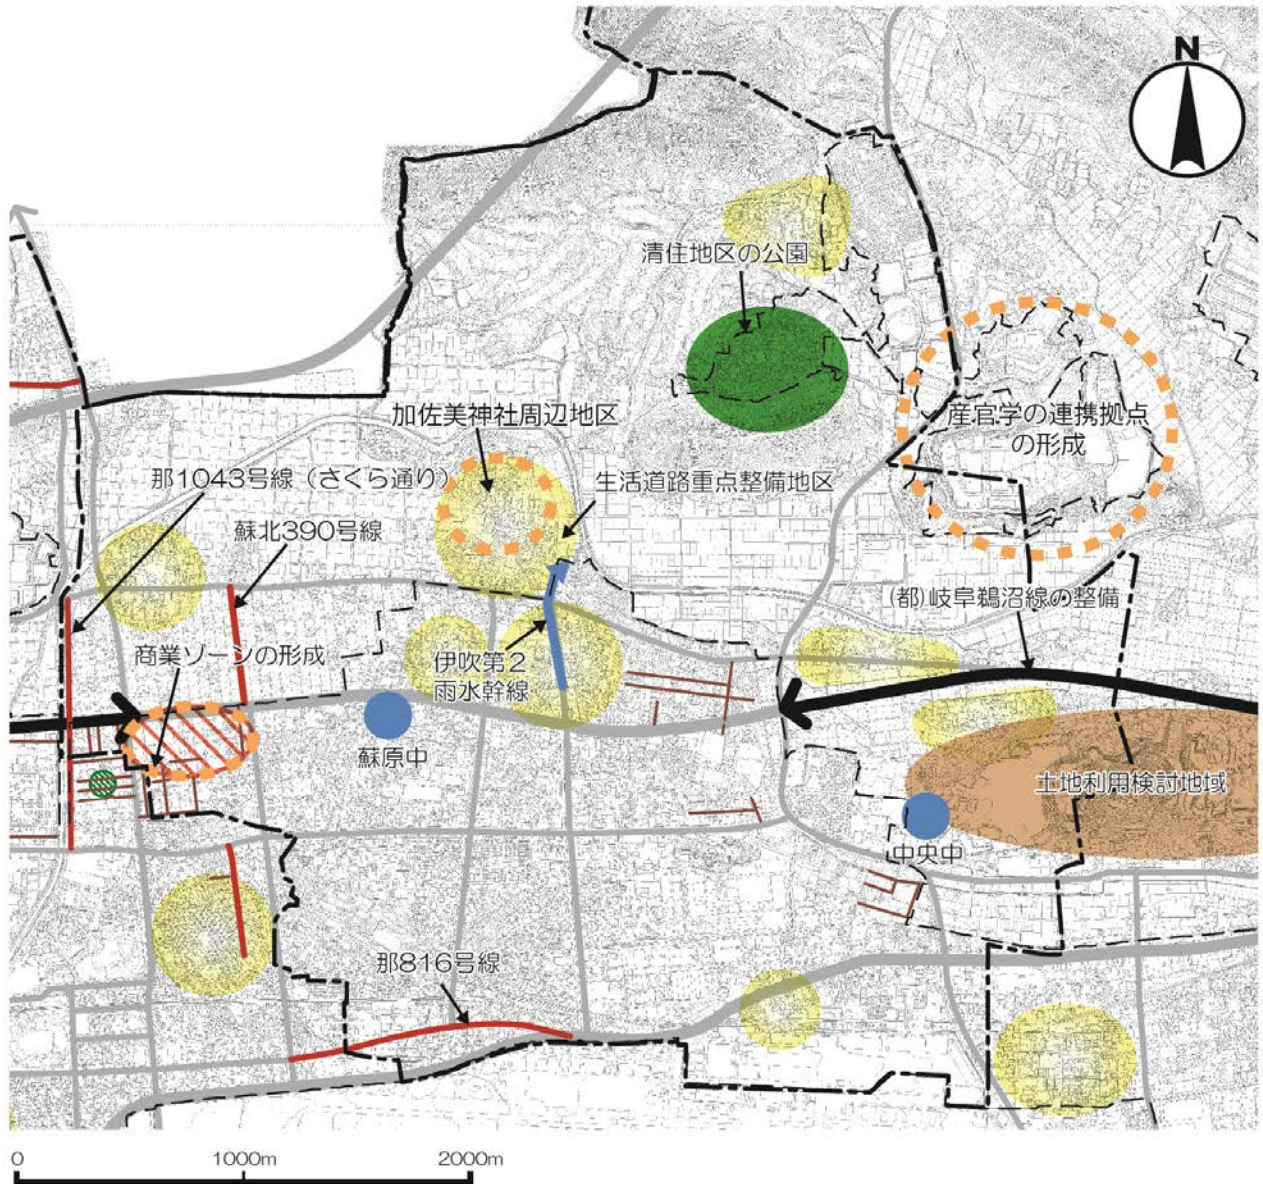 N
清住地区の公園
加佐美神社周辺地区
産官学の連携拠点
の形成
那1043号線（さくら通り）
生活道路重点整備地区
蘇北390号線
(都)岐阜鵜沼線の整備
商業ゾーンの形成
伊吹第2
雨水幹線
蘇原中
土地利用検討地域
中央中
那816号線
0
1000m
2000m